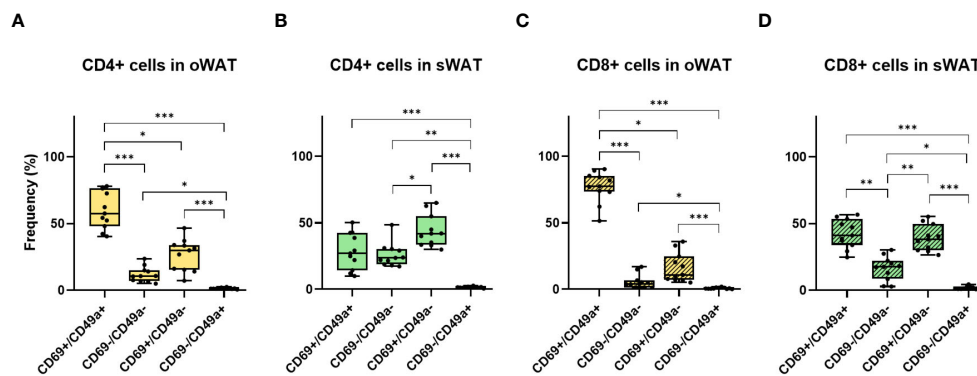 A
B
C
D
CD4+ cells in oWAT
CD4+ cells in sWAT
CD8+ cells in oWAT
CD8+ cells in sWAT
Frequency (%)
100
50
0
***
*
***
*
***
CD69+/CD49a+
CD69-/CD49a-
CD69+/CD49a-
CD69-/CD49a+
100
50
0
***
**
***
*
CD69+/CD49a+
CD69-/CD49a-
CD69+/CD49a-
CD69-/CD49a+
100
50
0
***
*
***
*
***
CD69+/CD49a+
CD69-/CD49a-
CD69+/CD49a-
CD69-/CD49a+
100
50
0
***
*
**
**
***
CD69+/CD49a+
CD69-/CD49a-
CD69+/CD49a-
CD69-/CD49a+